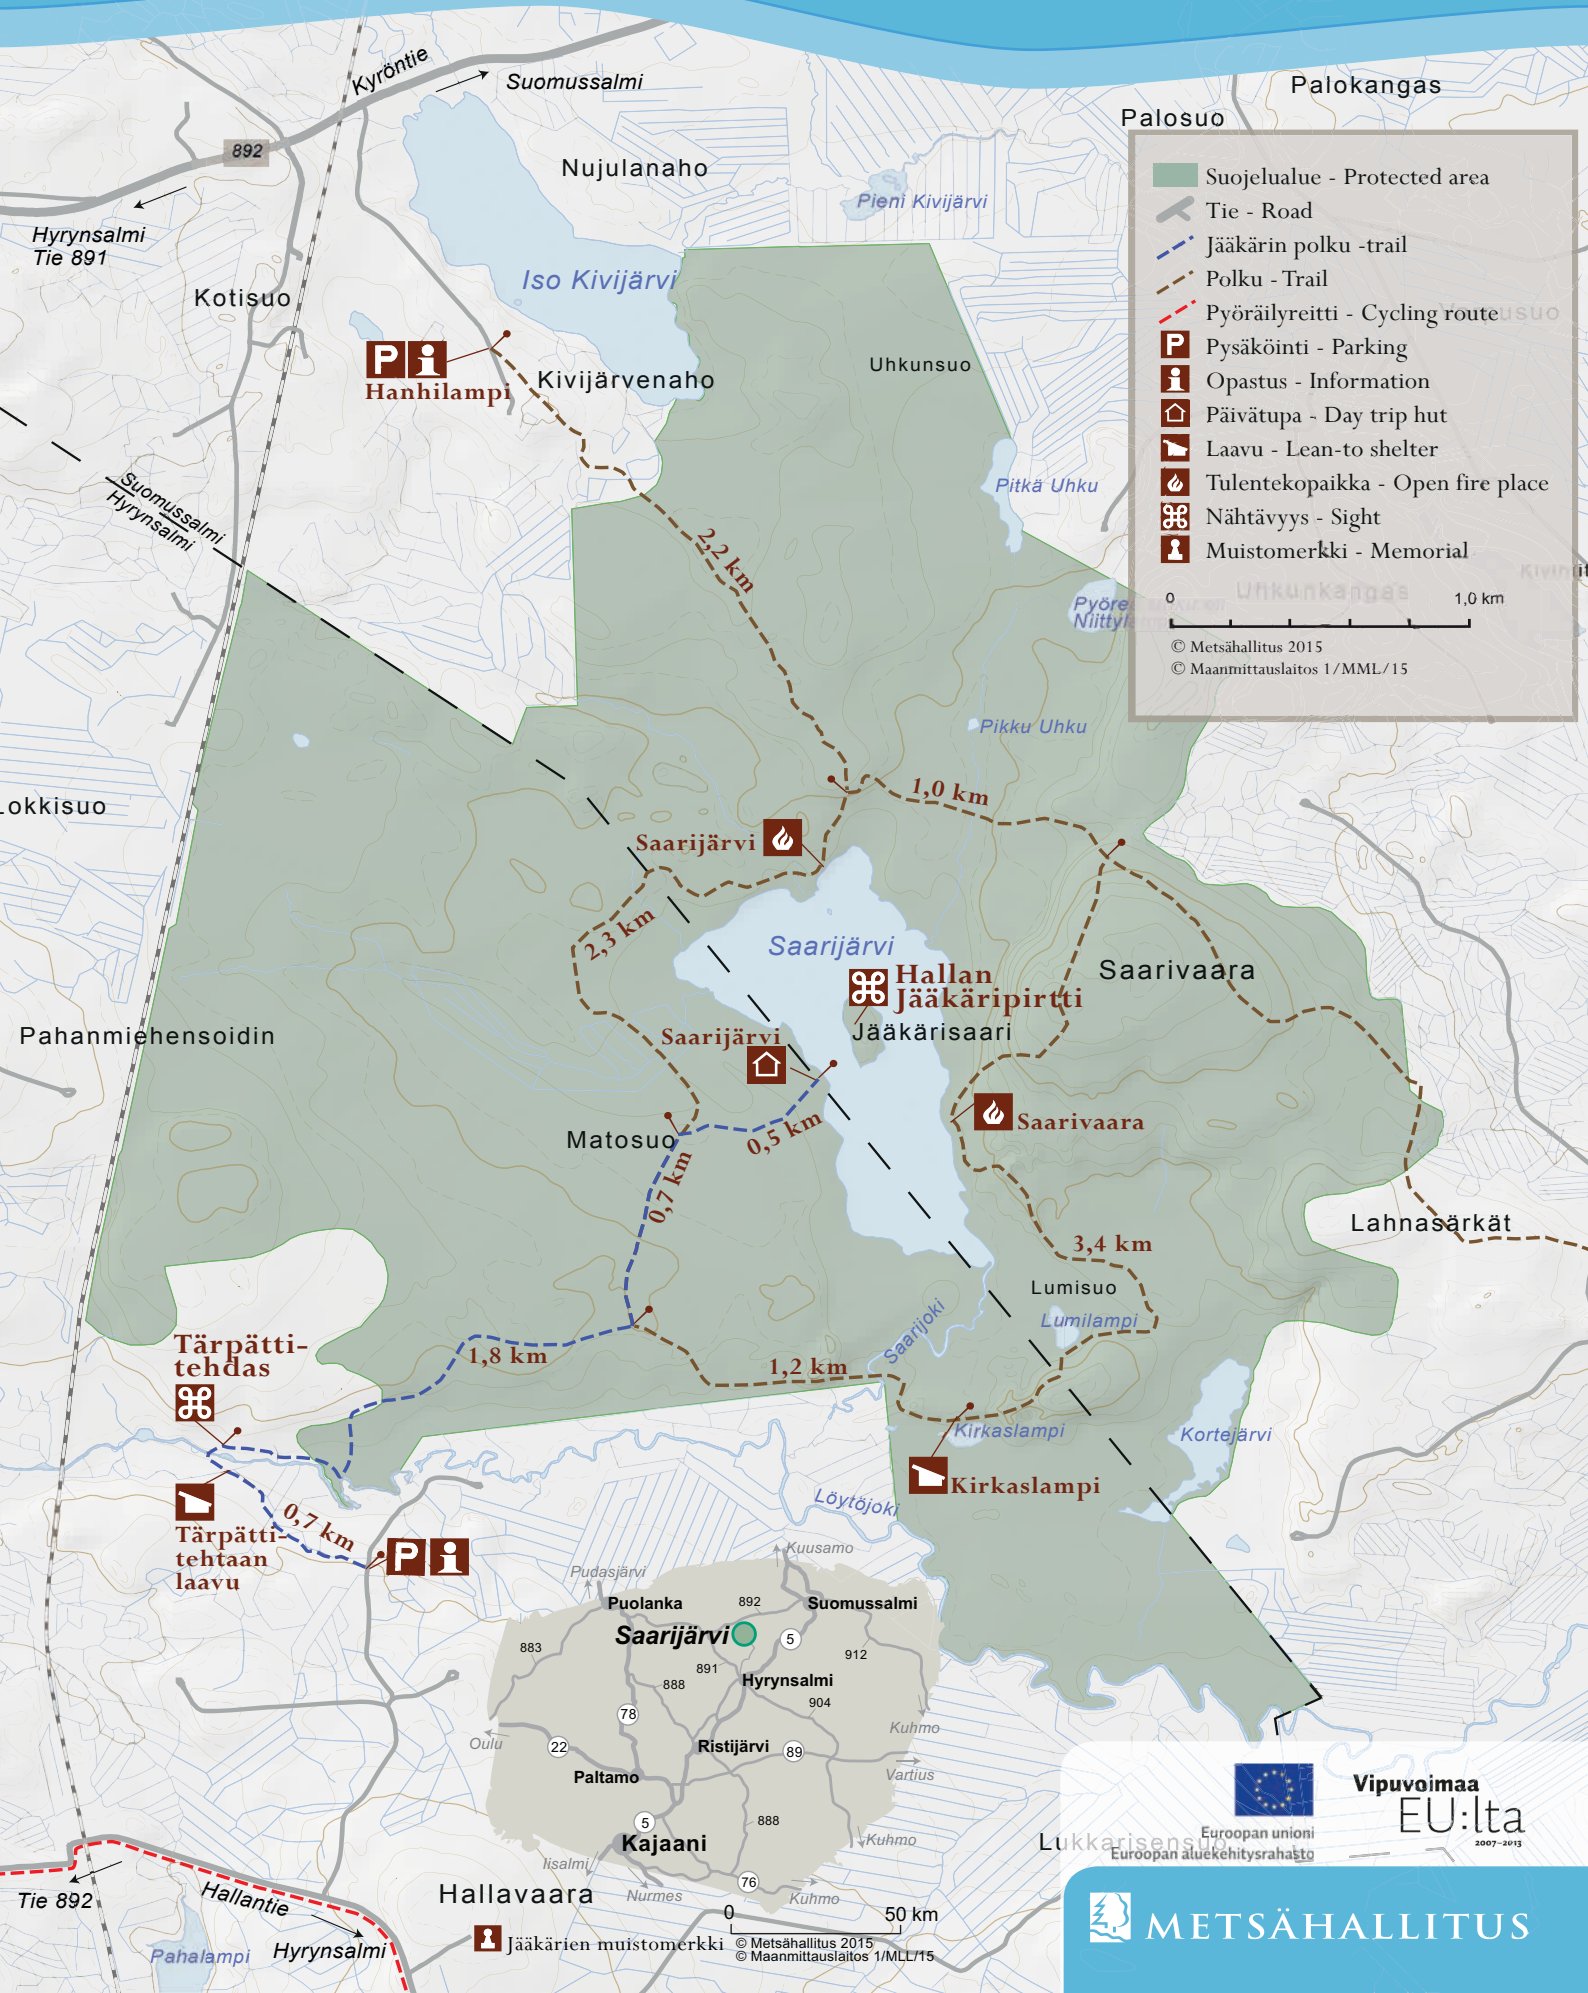 Kyröntie
Suomussalmi
Palokangas
Palosuo
892
Nujulanaho
Pieni Kivijärvi
Hyrynsalmi
Tie 891
Iso Kivijärvi
Kotisuo
Hanhilampi
Kivijärvenaho
Uhkunsuo
Pitkä Uhku
Suomussalmi
Hyrynsalmi
Suojelualue - Protected area
Tie - Road
Jääkärin polku -trail
Polku - Trail
Pyöräilyreitti - Cycling route
P Pysäköinti - Parking
i Opastus - Information
Päivätupa - Day trip hut
Laavu - Lean-to shelter
Tulentekopaikka - Open fire place
Nähtävyys - Sight
Muistomerkki - Memorial
Uhkunkangas
0 1,0 km
© Metsähallitus 2015
© Maanmittauslaitos 1/MML/15
2,2 km
Pikku Uhku
1,0 km
Lokkisuo
Saarijärvi
2,3 km
Saarijärvi
Hallan
Jääkäripirtti
Saarivaara
Jääkärisaari
Pahanmiehensoidin
Saarijärvi
Saarivaara
Matosuo
0,5 km
0,7 km
Lahnasärkät
3,4 km
Lumisuo
Lumilampi
Saarijoki
Tärpätti-
tehdas
1,8 km
1,2 km
Kirkaslampi
Kortejärvi
Kirkaslampi
Löytöjoki
0,7 km
Tärpätti-
tehtaan
laavu
P i
Kuusamo
Pudasjärvi
Puolanka
892
Suomussalmi
Saarijärvi
5
883
912
891
888
Hyrynsalmi
904
78
Kuhmo
Oulu
22
Ristijärvi
89
Vartius
Paltamo
5
888
Kajaani
Kuhmo
Iisalmi
Nurmes
76
Kuhmo
0 50 km
© Metsähallitus 2015
© Maanmittauslaitos 1/MLL/15
Hallavaara
Jääkärien muistomerkki
Tie 892
Hallantie
Hyrynsalmi
Pahalampi
Lukkarisensuo
Euroopan unioni
Euroopan aluekehitysrahasto
Vipuvoimaa
EU:lta
2007-2013
METSÄHALLITUS